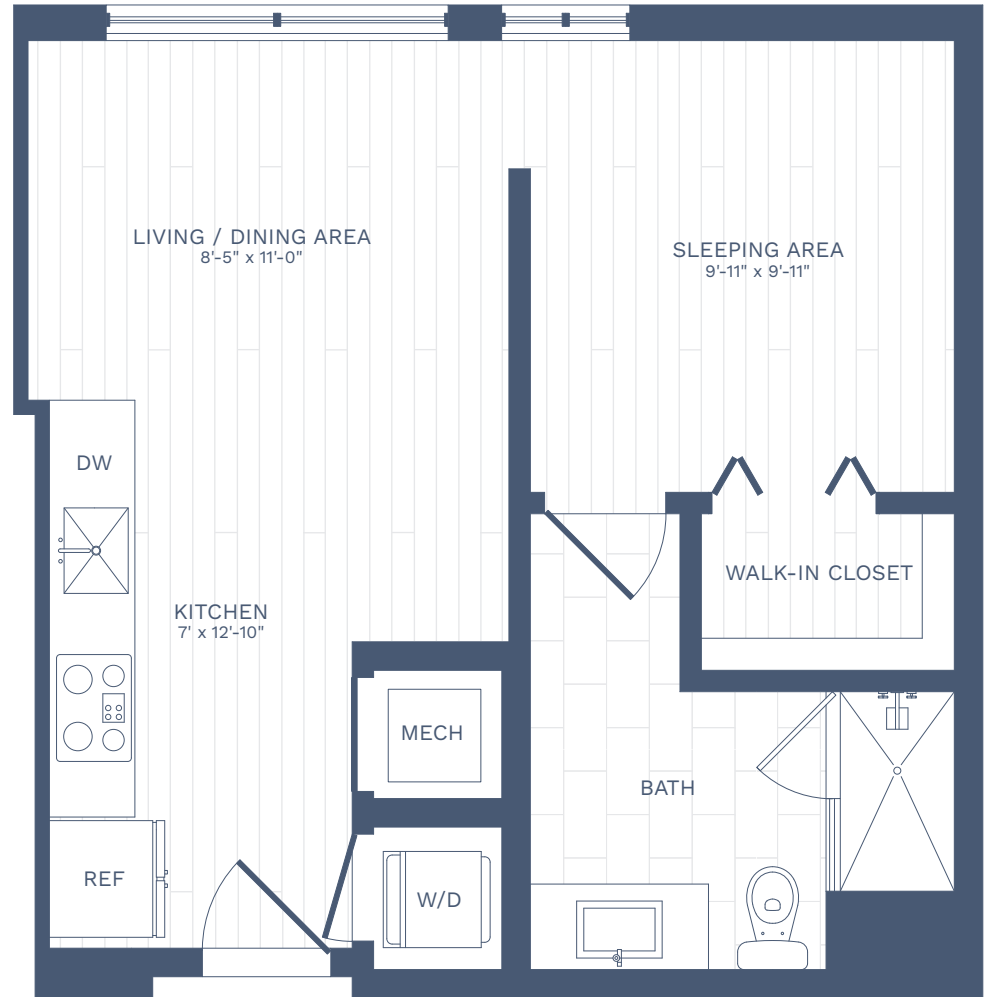 LIVING / DINING AREA
8'-5" x 11'-0"
SLEEPING AREA
9'-11" x 9'-11"
DW
KITCHEN
7' x 12'-10"
WALK-IN CLOSET
MECH
BATH
REF
W/D